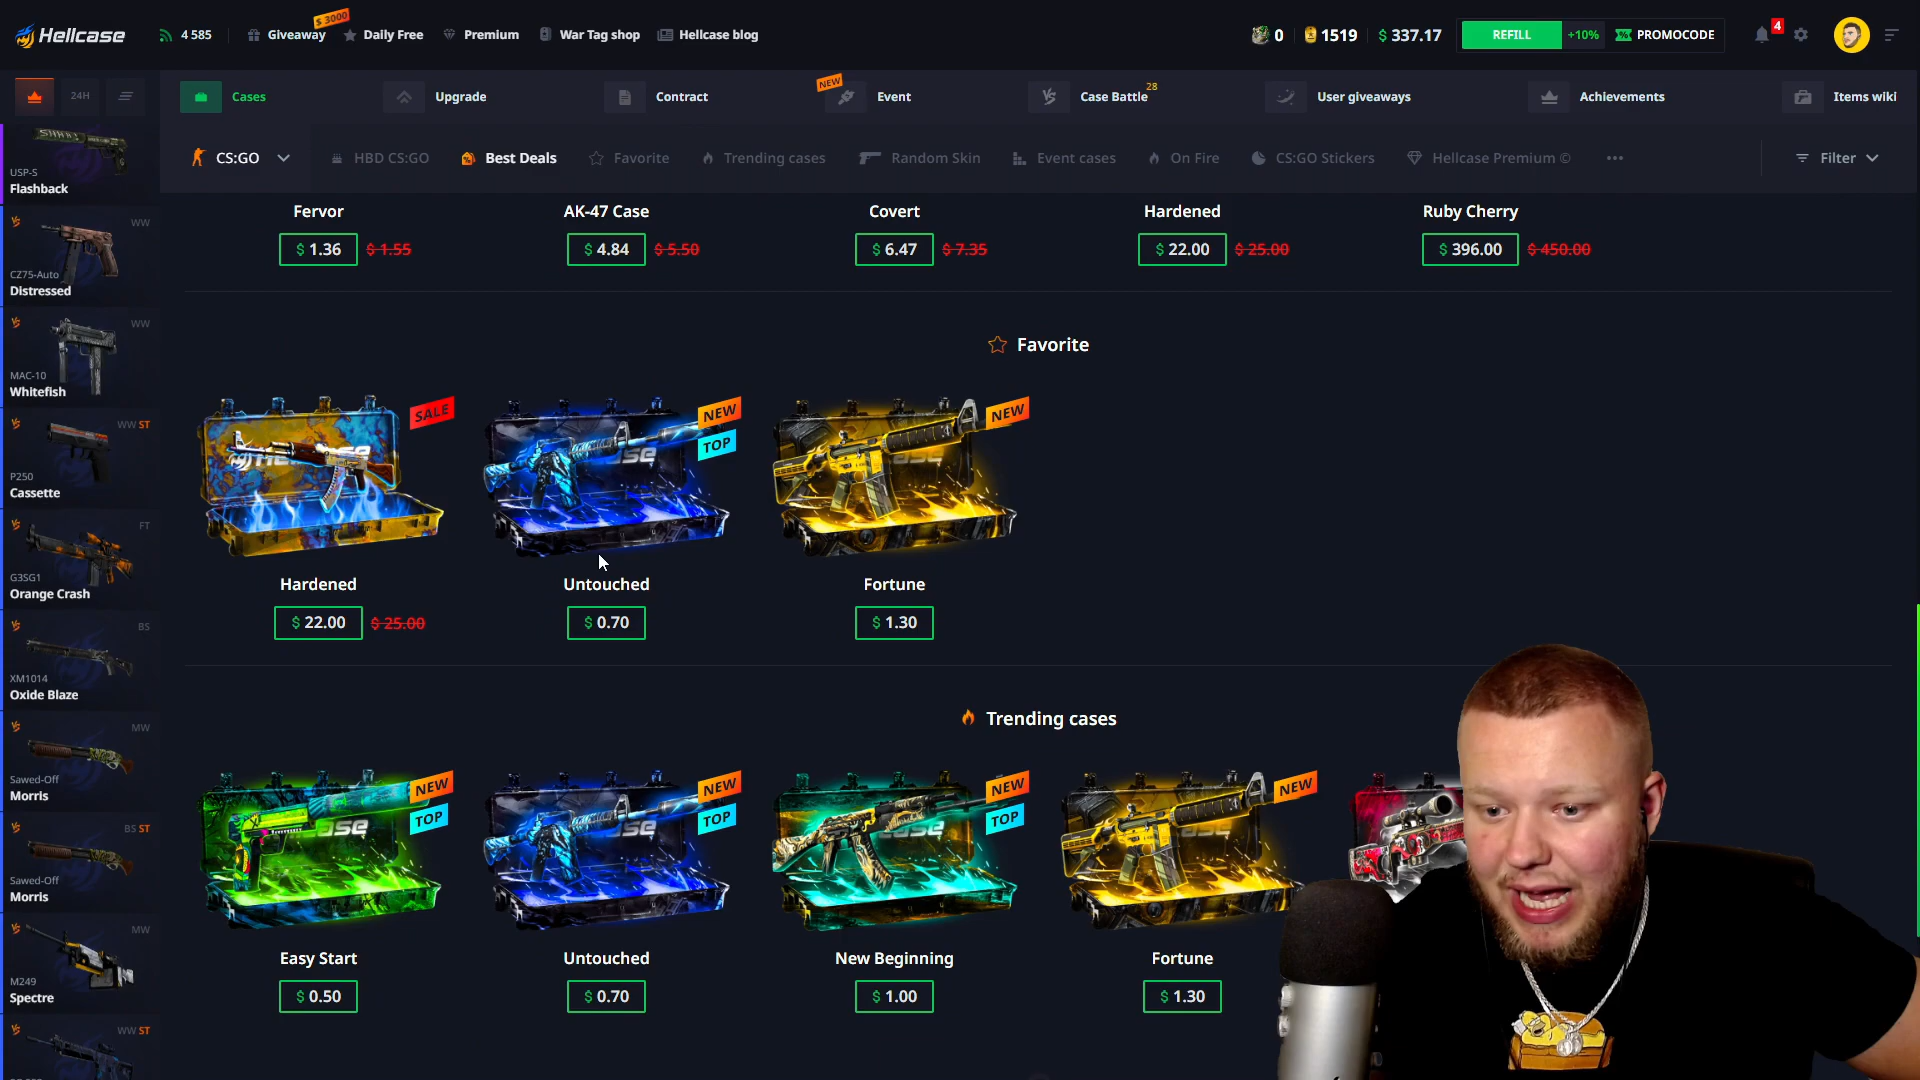 Hellcase
4 585
Giveaway
$ 3000
Daily Free
Premium
War Tag shop
Hellcase blog
0
1519
$ 337.17
REFILL
+10%
PROMOCODE
4
24H
Cases
Upgrade
Contract
NEW
Event
Case Battle
28
User giveaways
Achievements
Items wiki
CS:GO
HBD CS:GO
Best Deals
Favorite
Trending cases
Random Skin
Event cases
On Fire
CS:GO Stickers
Hellcase Premium ©
Filter
USP-S
Flashback
WW
CZ75-Auto
Distressed
WW
MAC-10
Whitefish
WW ST
P250
Cassette
FT
G3SG1
Orange Crash
BS
XM1014
Oxide Blaze
MW
Sawed-Off
Morris
BS ST
Sawed-Off
Morris
MW
M249
Spectre
WW ST
Fervor
$ 1.36
$ 1.55
AK-47 Case
$ 4.84
$ 5.50
Covert
$ 6.47
$ 7.35
Hardened
$ 22.00
$ 25.00
Ruby Cherry
$ 396.00
$ 450.00
Favorite
SALE
Hardened
$ 22.00
$ 25.00
NEW
TOP
Untouched
$ 0.70
NEW
Fortune
$ 1.30
Trending cases
NEW
TOP
Easy Start
$ 0.50
NEW
TOP
Untouched
$ 0.70
NEW
TOP
New Beginning
$ 1.00
NEW
Fortune
$ 1.30